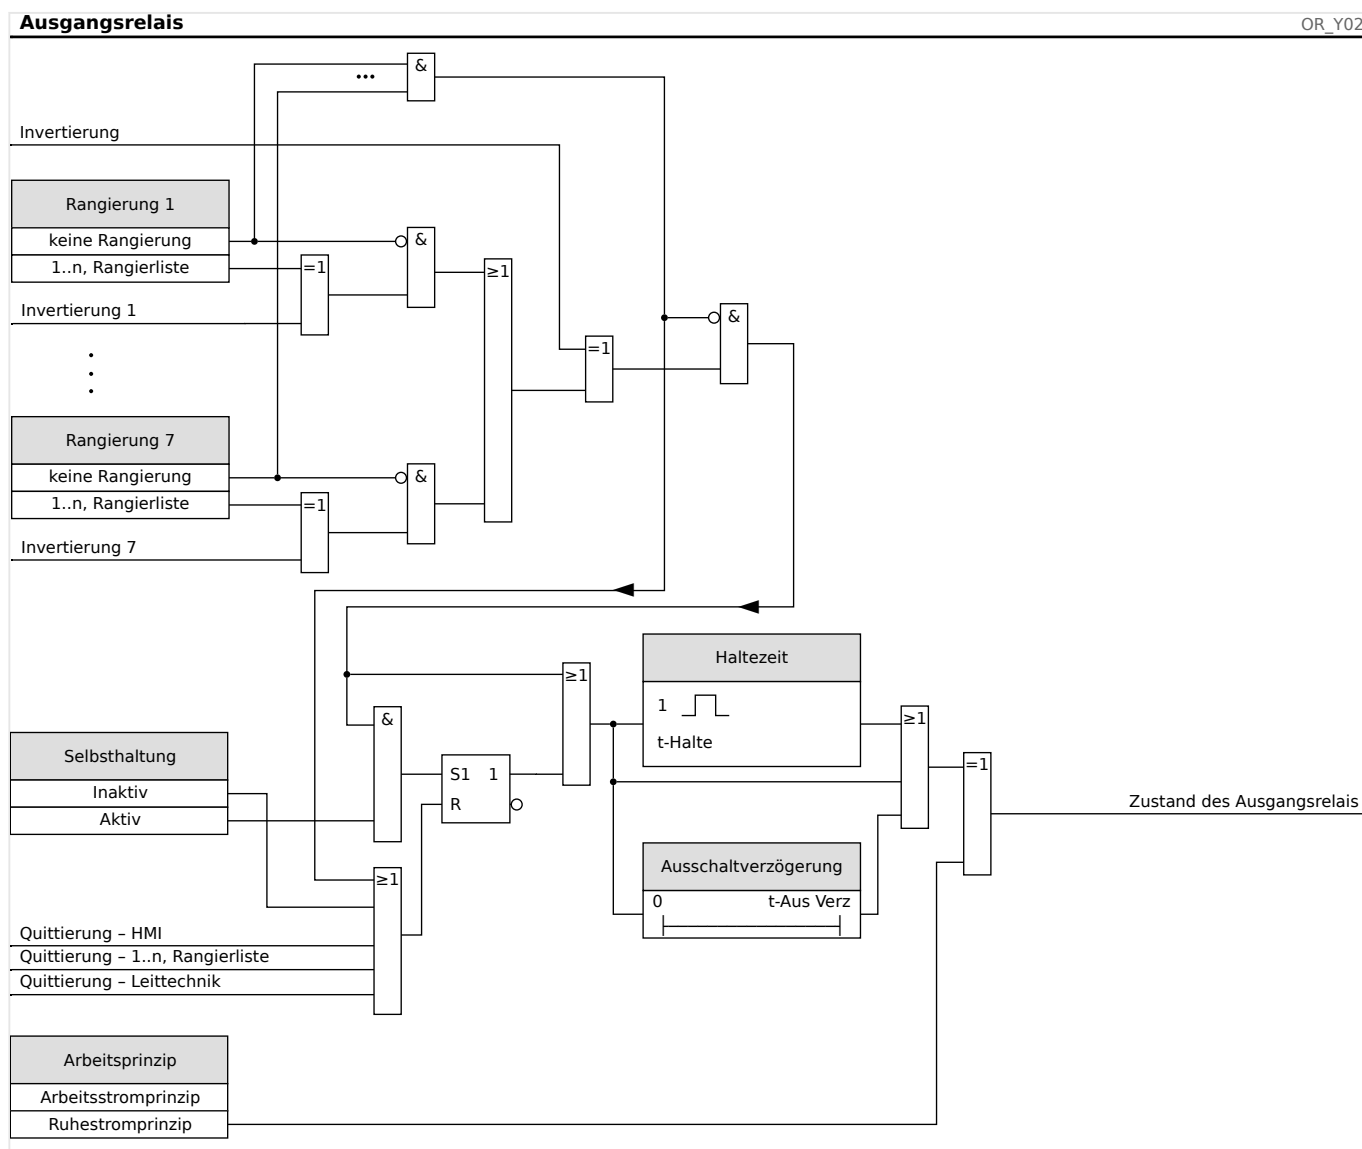 Ausgangsrelais
OR_Y02
&
...
Invertierung
Rangierung 1
keine Rangierung
&
1..n, Rangierliste
=1
≥1
Invertierung 1
&
=1
Rangierung 7
keine Rangierung
&
1..n, Rangierliste
=1
Invertierung 7
Haltezeit
≥1
1
t-Halte
&
≥1
Selbsthaltung
S1 1
=1
Inaktiv
R
Aktiv
Zustand des Ausgangsrelais
Ausschaltverzögerung
≥1
0
t-Aus Verz
Quittierung – HMI
Quittierung – 1..n, Rangierliste
Quittierung – Leittechnik
Arbeitsprinzip
Arbeitsstromprinzip
Ruhestromprinzip